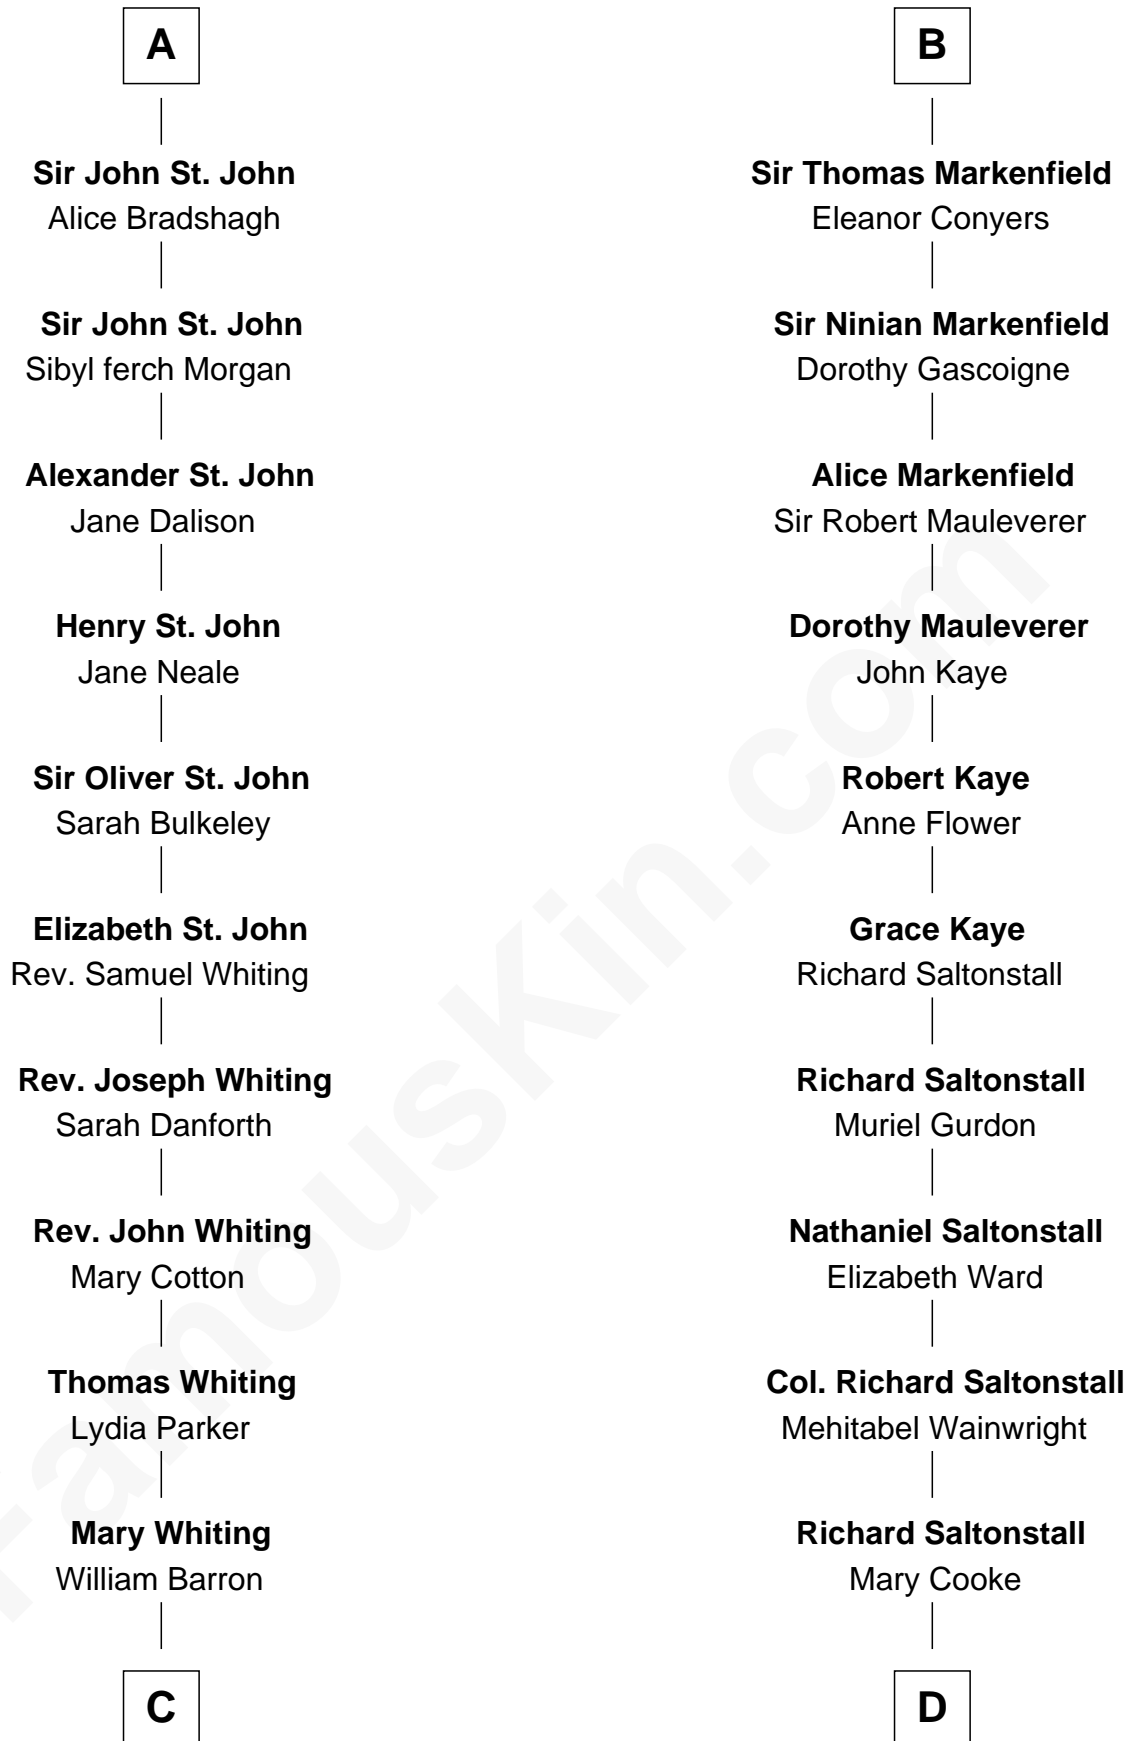 A
Sir John St. John
Alice Bradshagh
Sir John St. John
Sibyl ferch Morgan
Alexander St. John
Jane Dalison
Henry St. John
Jane Neale
Sir Oliver St. John
Sarah Bulkeley
Elizabeth St. John
Rev. Samuel Whiting
Rev. Joseph Whiting
Sarah Danforth
Rev. John Whiting
Mary Cotton
Thomas Whiting
Lydia Parker
Mary Whiting
William Barron
C
B
Sir Thomas Markenfield
Eleanor Conyers
Sir Ninian Markenfield
Dorothy Gascoigne
Alice Markenfield
Sir Robert Mauleverer
Dorothy Mauleverer
John Kaye
Robert Kaye
Anne Flower
Grace Kaye
Richard Saltonstall
Richard Saltonstall
Muriel Gurdon
Nathaniel Saltonstall
Elizabeth Ward
Col. Richard Saltonstall
Mehitabel Wainwright
Richard Saltonstall
Mary Cooke
D
FamousKin.com